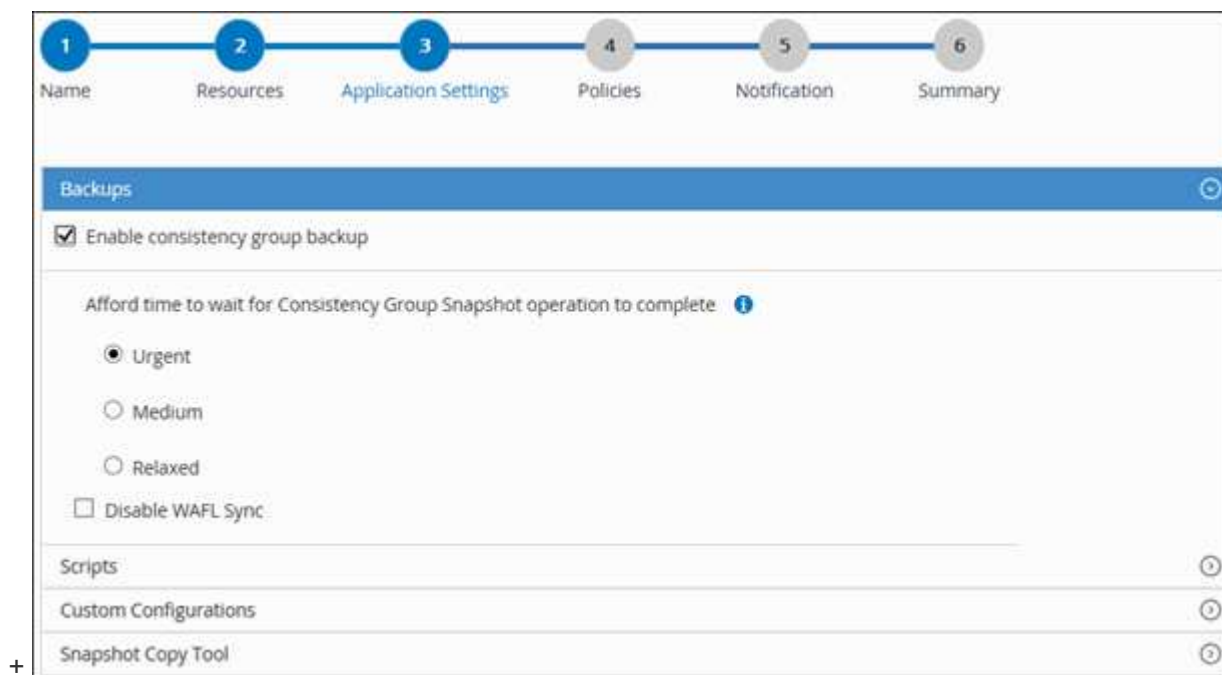 1 2 3 4 5 6
Name Resources Application Settings Policies Notification Summary
Backups
Enable consistency group backup
Afford time to wait for Consistency Group Snapshot operation to complete i
Urgent
Medium
Relaxed
Disable WAFL Sync
Scripts
Custom Configurations
Snapshot Copy Tool
+